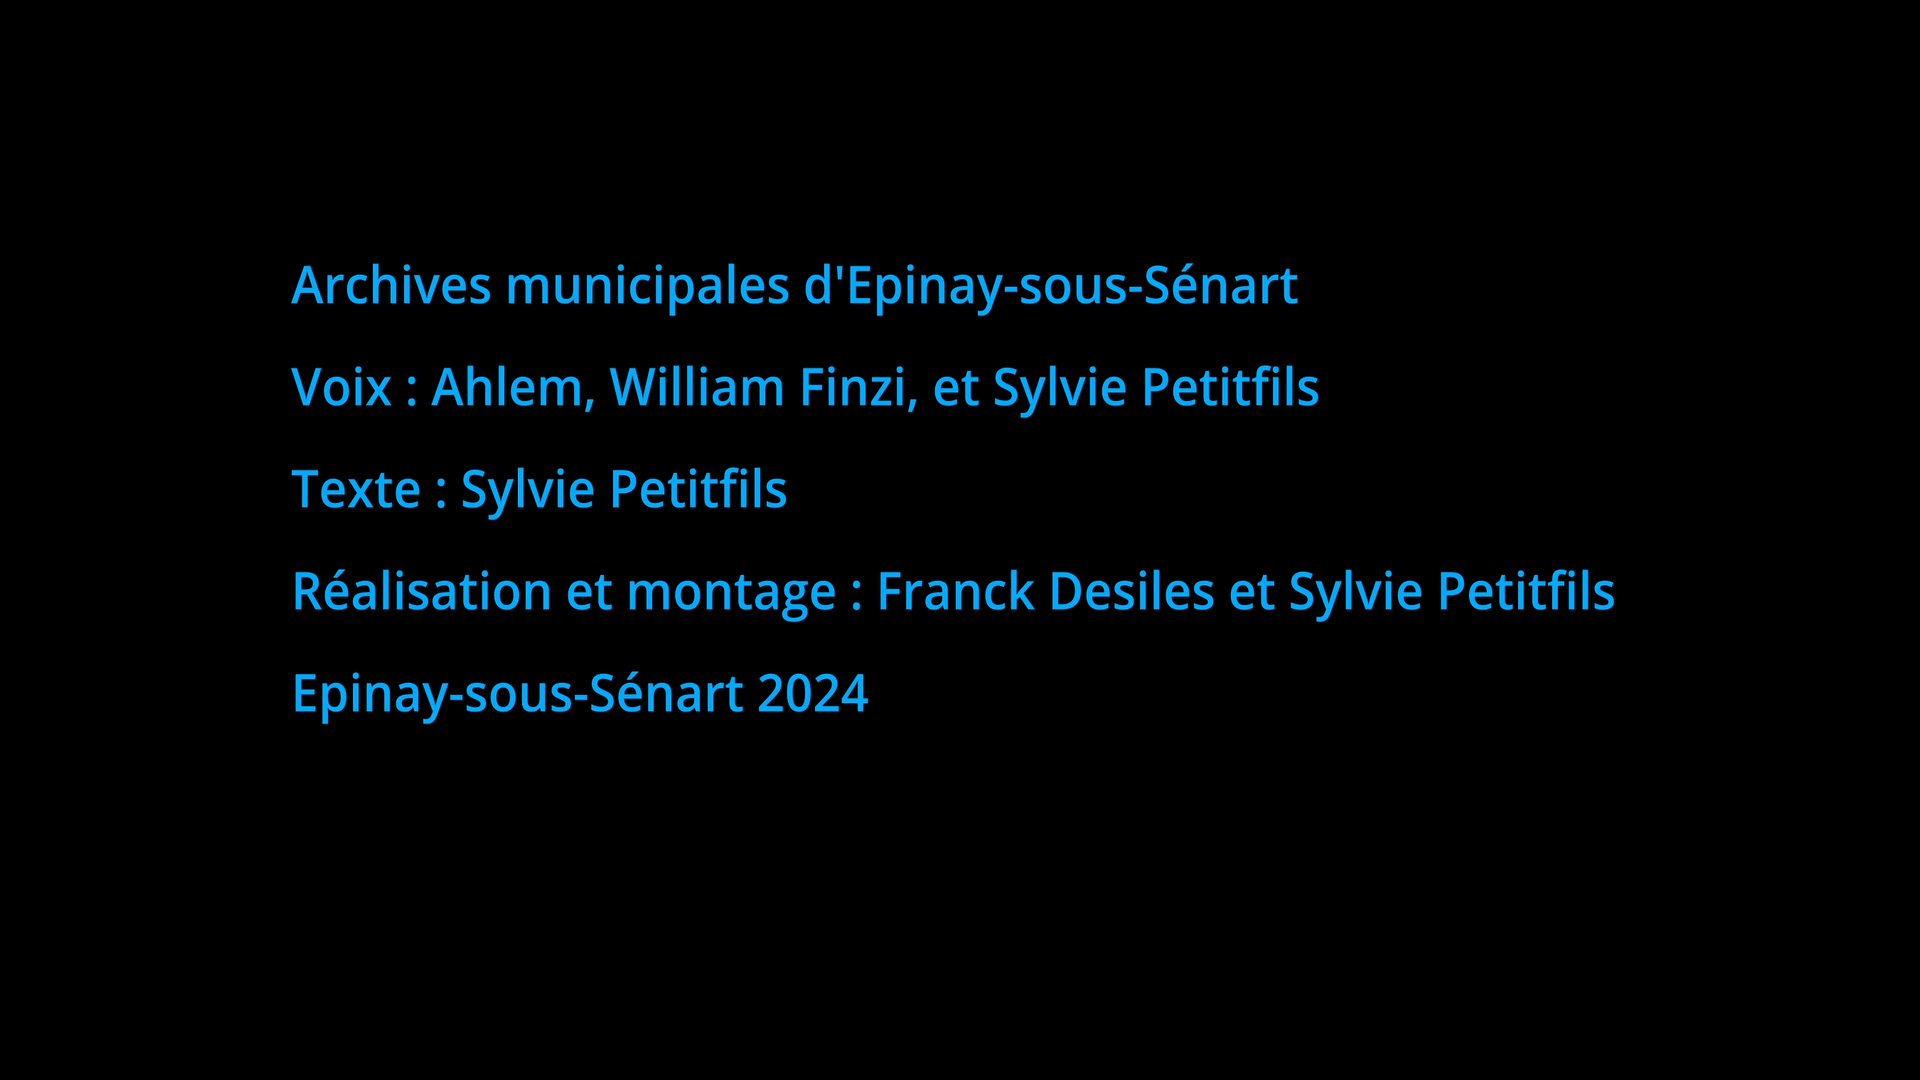 Archives municipales d'Epinay-sous-Sénart
Voix : Ahlem, William Finzi, et Sylvie Petitfils
Texte : Sylvie Petitfils
Réalisation et montage : Franck Desiles et Sylvie Petitfils
Epinay-sous-Sénart 2024